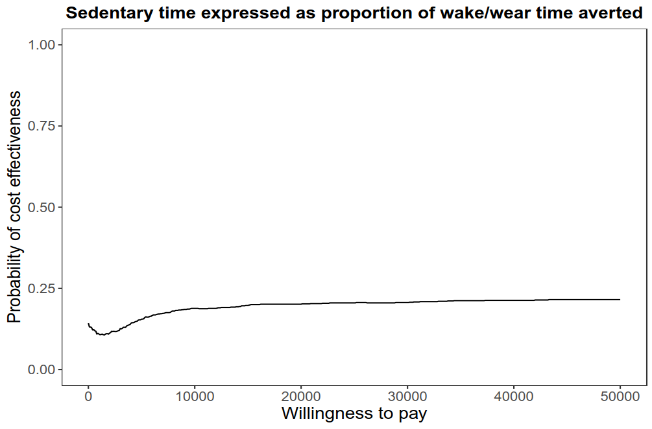 Sedentary time expressed as proportion of wake/wear time averted
1.00
0.75
0.50
0.25
0.00
Probability of cost effectiveness
0 10000 20000 30000 40000 50000
Willingness to pay